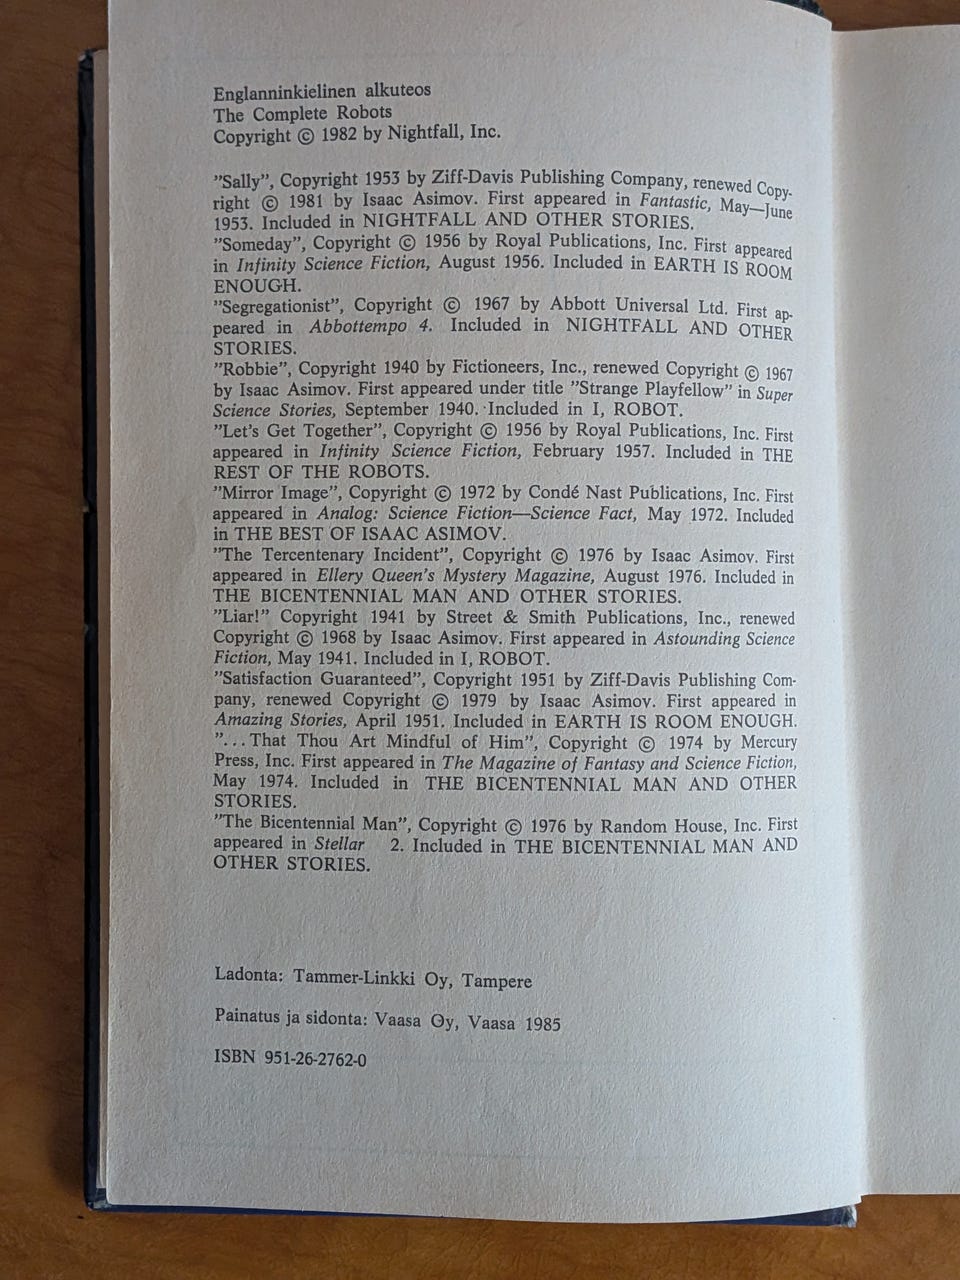 Englanninkielinen alkuteos
The Complete Robots
Copyright © 1982 by Nightfall, Inc.
”Sally”, Copyright 1953 by Ziff-Davis Publishing Company, renewed Copy-
right © 1981 by Isaac Asimov. First appeared in Fantastic, May—June
1953. Included in NIGHTFALL AND OTHER STORIES.
”Someday”, Copyright © 1956 by Royal Publications, Inc. First appeared
in Infinity Science Fiction, August 1956. Included in EARTH IS ROOM
ENOUGH.
”Segregationist”, Copyright © 1967 by Abbott Universal Ltd. First ap-
peared in Abbottempo 4. Included in NIGHTFALL AND OTHER
STORIES.
”Robbie”, Copyright 1940 by Fictioneers, Inc., renewed Copyright © 1967
by Isaac Asimov. First appeared under title ”Strange Playfellow” in Super
Science Stories, September 1940. Included in I, ROBOT.
”Let’s Get Together”, Copyright © 1956 by Royal Publications, Inc. First
appeared in Infinity Science Fiction, February 1957. Included in THE
REST OF THE ROBOTS.
”Mirror Image”, Copyright © 1972 by Condé Nast Publications, Inc. First
appeared in Analog: Science Fiction—Science Fact, May 1972. Included
in THE BEST OF ISAAC ASIMOV.
”The Tercentenary Incident”, Copyright © 1976 by Isaac Asimov. First
appeared in Ellery Queen’s Mystery Magazine, August 1976. Included in
THE BICENTENNIAL MAN AND OTHER STORIES.
”Liar!” Copyright 1941 by Street & Smith Publications, Inc., renewed
Copyright © 1968 by Isaac Asimov. First appeared in Astounding Science
Fiction, May 1941. Included in I, ROBOT.
”Satisfaction Guaranteed”, Copyright 1951 by Ziff-Davis Publishing Com-
pany, renewed Copyright © 1979 by Isaac Asimov. First appeared in
Amazing Stories, April 1951. Included in EARTH IS ROOM ENOUGH.
”...That Thou Art Mindful of Him”, Copyright © 1974 by Mercury
Press, Inc. First appeared in The Magazine of Fantasy and Science Fiction,
May 1974. Included in THE BICENTENNIAL MAN AND OTHER
STORIES.
”The Bicentennial Man”, Copyright © 1976 by Random House, Inc. First
appeared in Stellar 2. Included in THE BICENTENNIAL MAN AND
OTHER STORIES.
Ladonta: Tammer-Linkki Oy, Tampere
Painatus ja sidonta: Vaasa Oy, Vaasa 1985
ISBN 951-26-2762-0